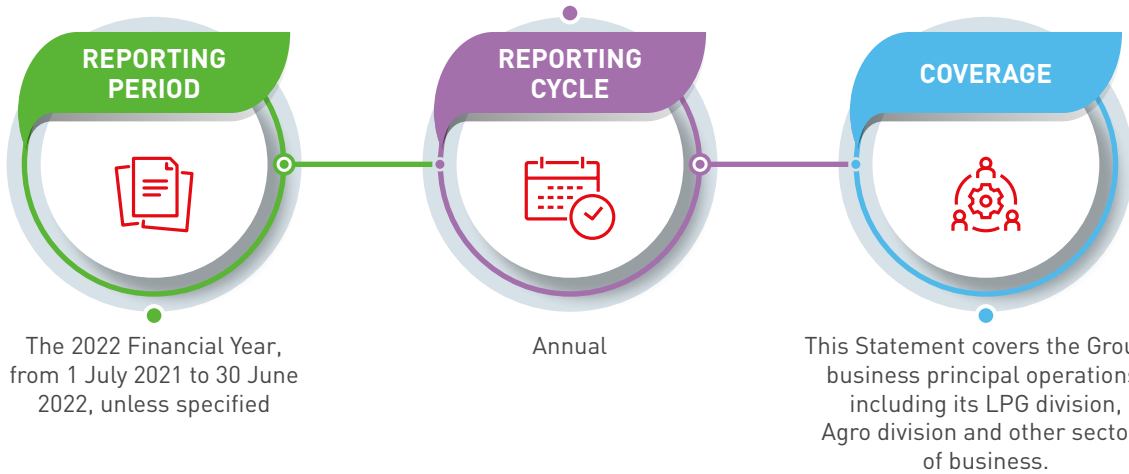 REPORTING
PERIOD
The 2022 Financial Year,
from 1 July 2021 to 30 June
2022, unless specified
REPORTING
CYCLE
Annual
COVERAGE
This Statement covers the
business principal operations
including its LPG division,
Agro division and other
of business.